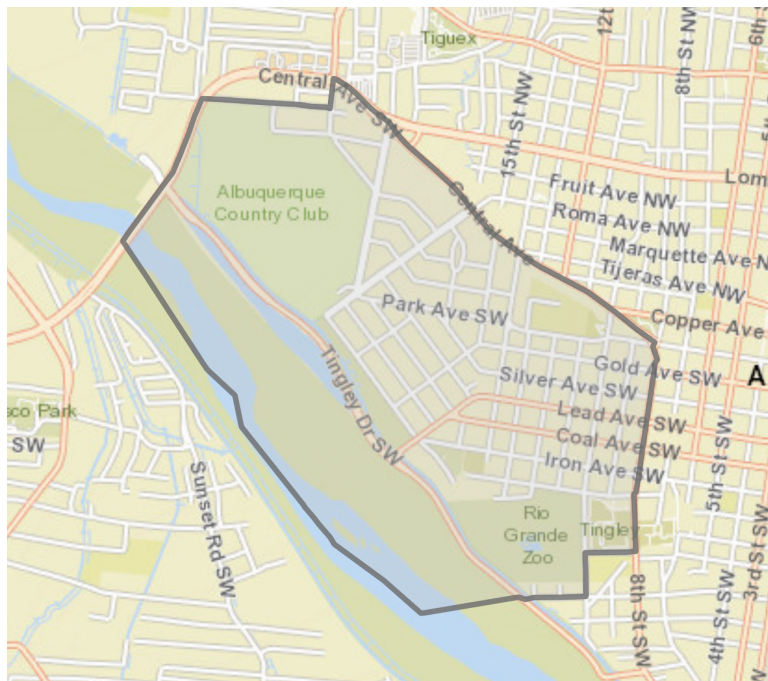 12th
8th St NW
6th
Tiguex
Central Ave SW
15th St NW
Lom
Albuquerque
Country Club
Fruit Ave NW
Roma Ave NW
Central Ave
Marquette Ave N
Tijeras Ave NW
Park Ave SW
Copper Ave
Gold Ave SW
A
Silver Ave SW
Tingley Dr SW
sco Park
Lead Ave SW
SW
Coal Ave SW
Iron Ave SW
5th St SW
Sunset Rd SW
Rio
Grande
Zoo
Tingley
3rd St SW
8th St SW
4th St SW